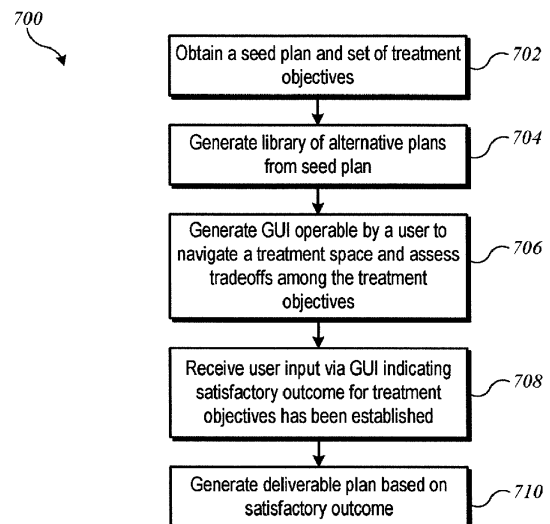 700
Obtain a seed plan and set of treatment
objectives
702
Generate library of alternative plans
from seed plan
704
Generate GUI operable by a user to
navigate a treatment space and assess
tradeoffs among the treatment
objectives
706
Receive user input via GUI indicating
satisfactory outcome for treatment
objectives has been established
708
Generate deliverable plan based on
satisfactory outcome
710